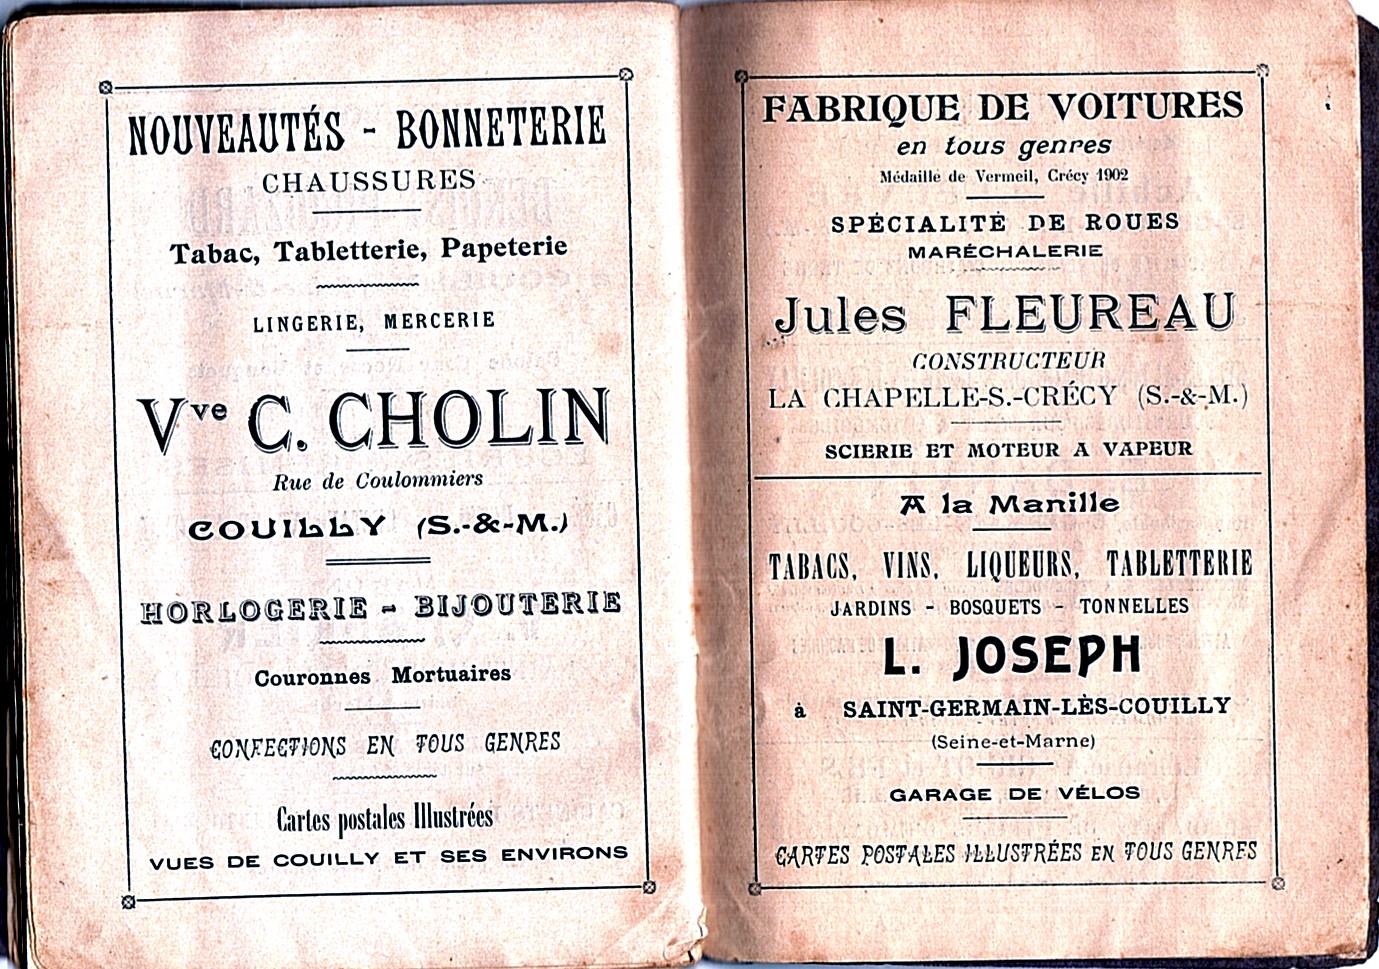 NOUVEAUTÉS - BONNETERIE
CHAUSSURES
Tabac, Tabletterie, Papeterie
LINGERIE, MERCERIE
Vve C. CHOLIN
Rue de Coulommiers
COUILLY (S.-&-M.)
HORLOGERIE - BIJOUTERIE
Couronnes Mortuaires
CONFECTIONS EN TOUS GENRES
Cartes postales Illustrées
VUES DE COUILLY ET SES ENVIRONS
FABRIQUE DE VOITURES
en tous genres
Médaille de Vermeil, Crécy 1902
SPÉCIALITÉ DE ROUES
MARÉCHALERIE
Jules FLEUREAU
CONSTRUCTEUR
LA CHAPELLE-S.-CRÉCY (S.-&-M.)
SCIERIE ET MOTEUR A VAPEUR
A la Manille
TABACS, VINS, LIQUEURS, TABLETTERIE
JARDINS - BOSQUETS - TONNELLES
L. JOSEPH
à SAINT-GERMAIN-LÈS-COUILLY
(Seine-et-Marne)
GARAGE DE VÉLOS
CARTES POSTALES ILLUSTRÉES EN TOUS GENRES